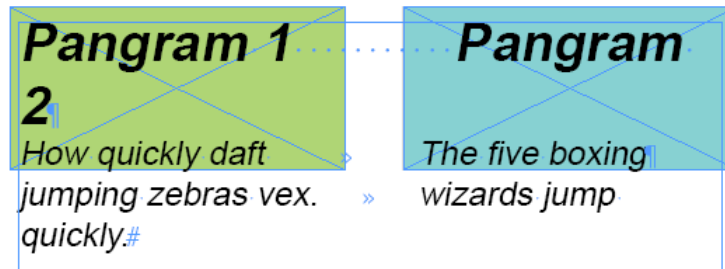 Pangram 1 Pangram
2
How quickly daft The five boxing
jumping zebras vex. wizards jump
quickly.